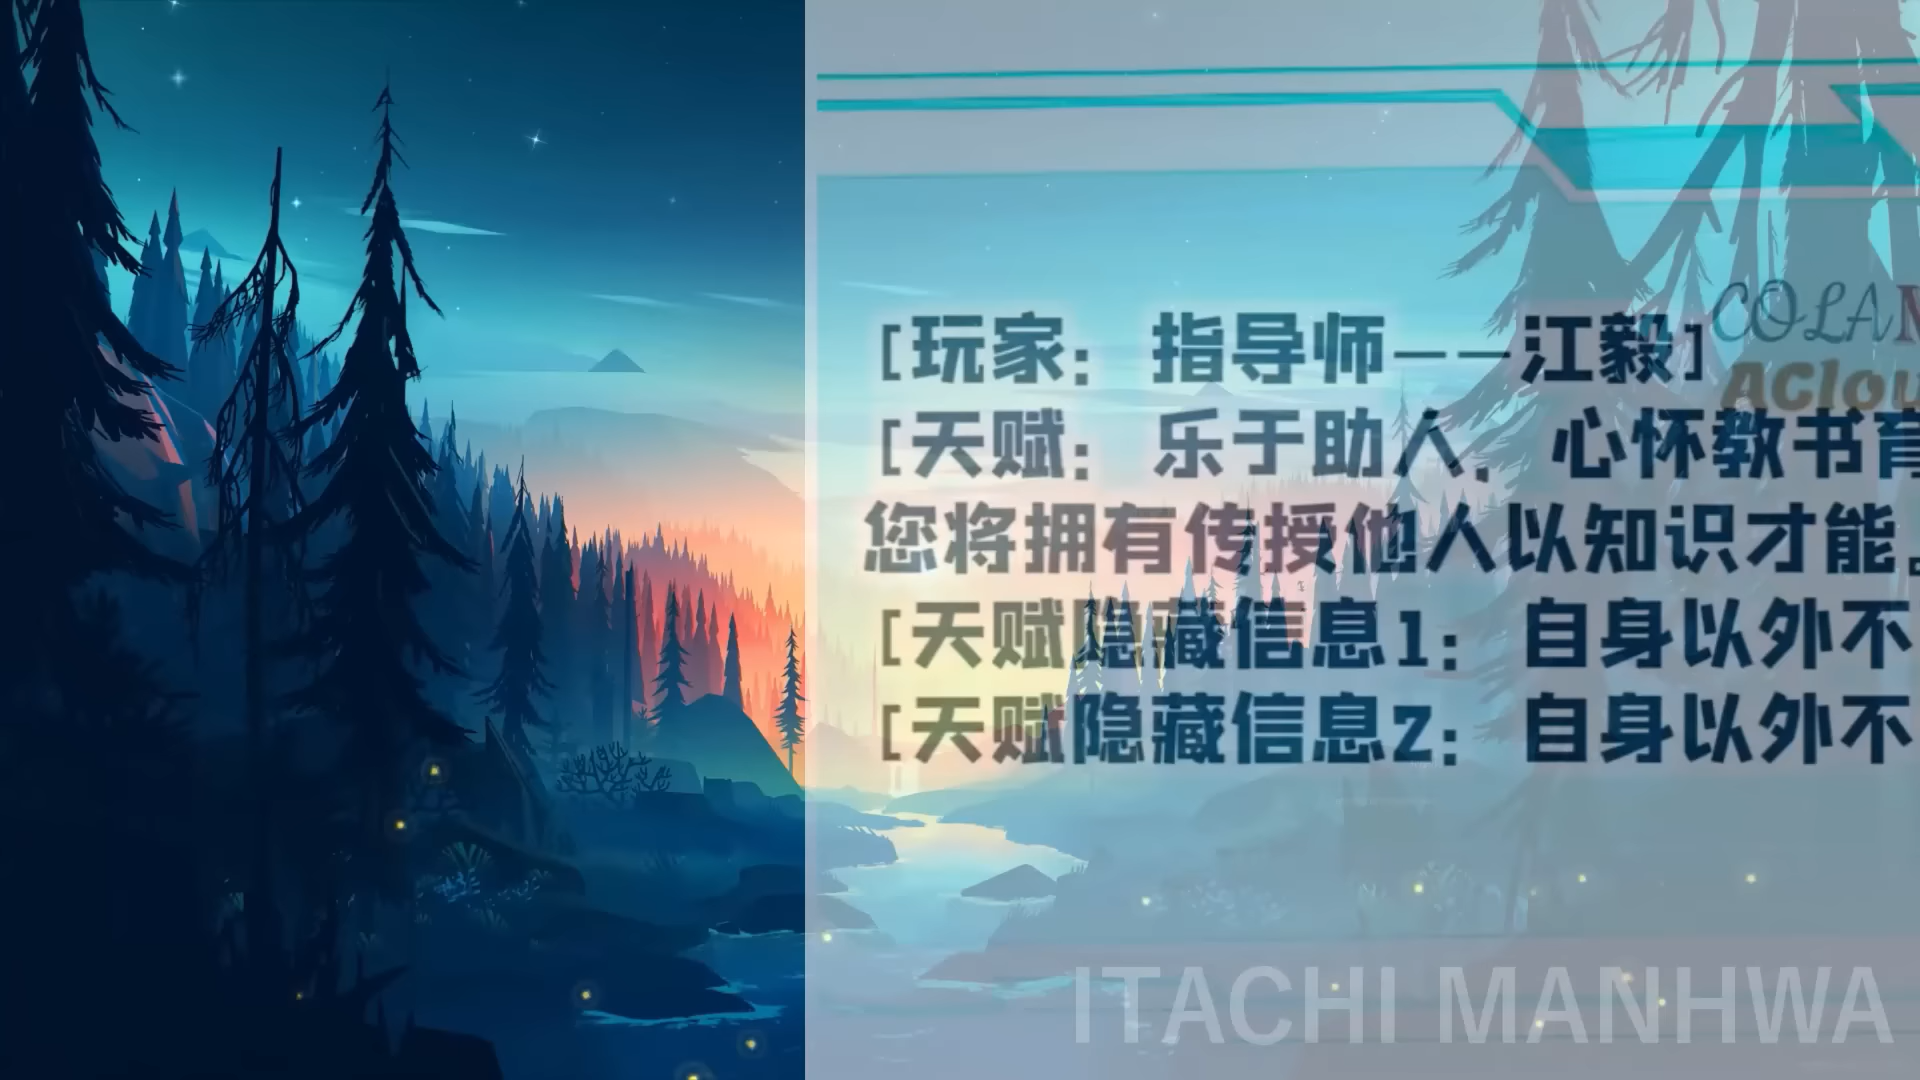 [玩家：指导师——江毅]
COLA
AClou
[天赋：乐于助人，心怀教书育
您将拥有传授他人以知识才能。
[天赋隐藏信息1：自身以外不
[天赋隐藏信息2：自身以外不
ITACHI MANHWA